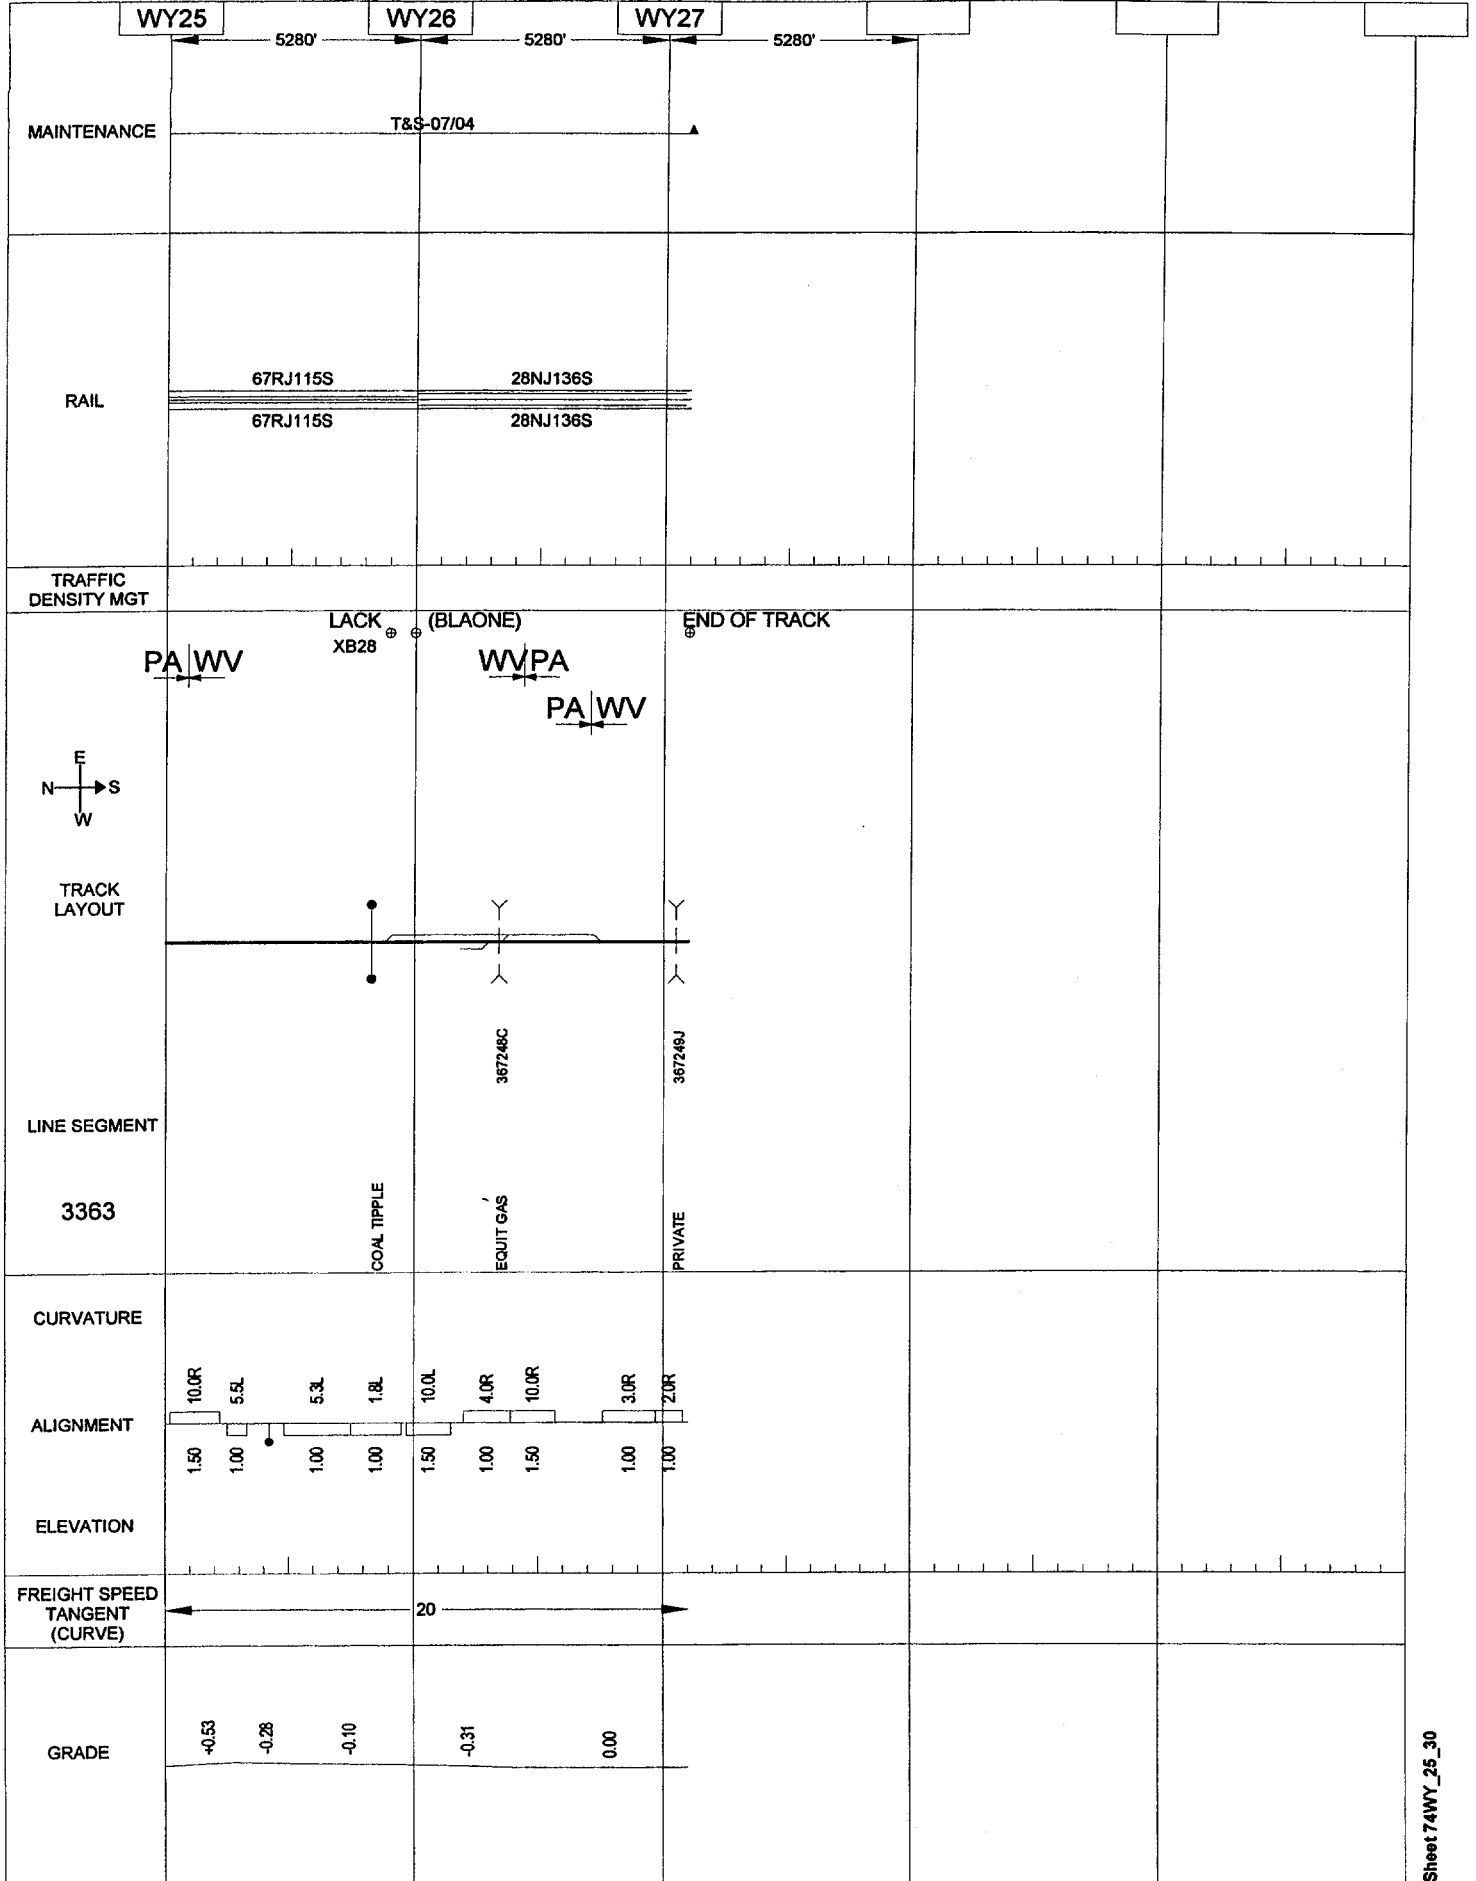 WY25 WY26 WY27
5280' 5280' 5280'
MAINTENANCE
T&S-07/04
RAIL
67RJ115S 28NJ136S
67RJ115S 28NJ136S
TRAFFIC
DENSITY MGT
LACK (BLAONE) END OF TRACK
XB28
PA WV WV PA
PA WV
E
N S
W
TRACK
LAYOUT
367248C
367249J
LINE SEGMENT
3363
COAL TIPPLE
EQUIT GAS
PRIVATE
CURVATURE
10.0R 5.5L 5.3L 1.8L 10.0L 4.0R 10.0R 3.0R 2.0R
ALIGNMENT
1.50 1.00 1.00 1.00 1.50 1.00 1.50 1.00 1.00
ELEVATION
FREIGHT SPEED
TANGENT
(CURVE)
20
GRADE
+0.53 -0.28 -0.10 -0.31 0.00
Sheet 74WY_25_30